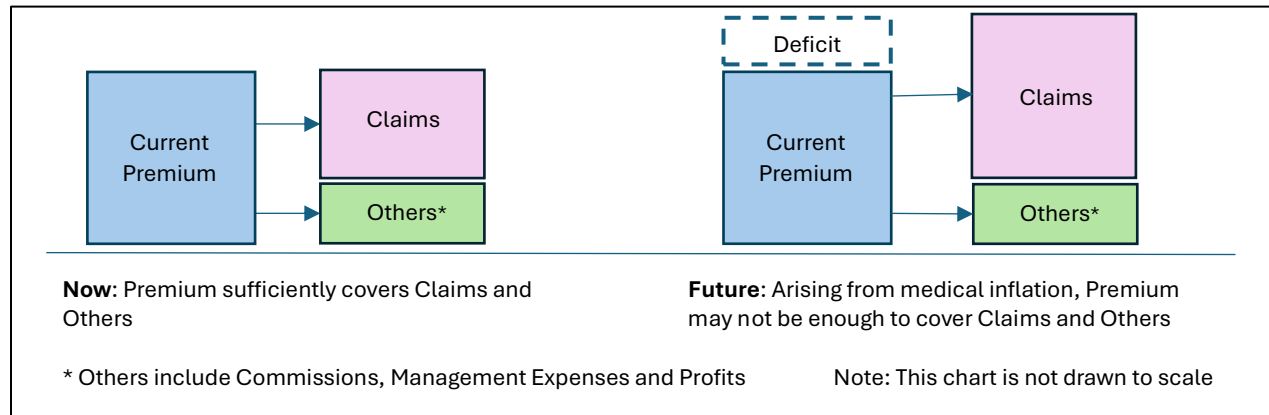 Current
Premium
Claims
Others*
Deficit
Current
Premium
Claims
Others*
Now: Premium sufficiently covers Claims and
Others
Future: Arising from medical inflation, Premium
may not be enough to cover Claims and Others
* Others include Commissions, Management Expenses and Profits
Note: This chart is not drawn to scale